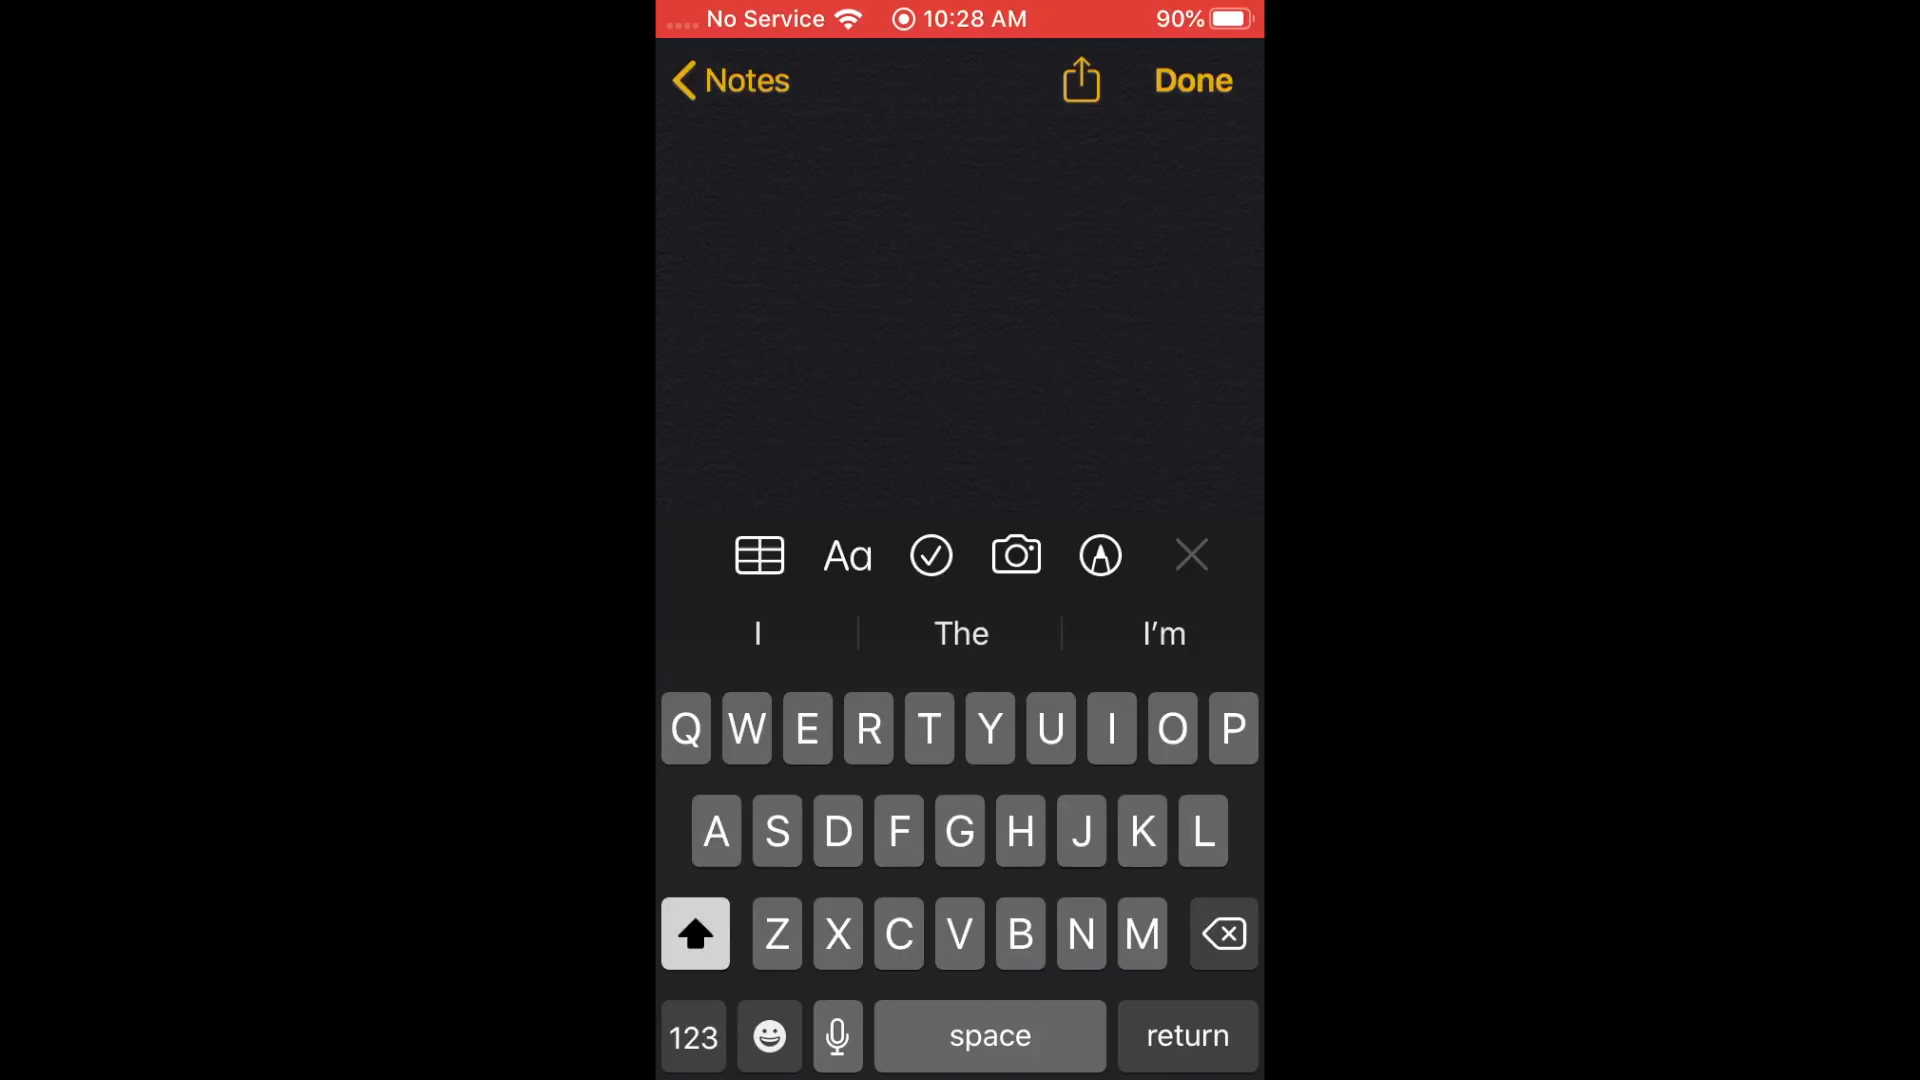 No Service 10:28 AM 90%
Notes Done
Aa
I The I'm
Q W E R T Y U I O P
A S D F G H J K L
Z X C V B N M
123 space return